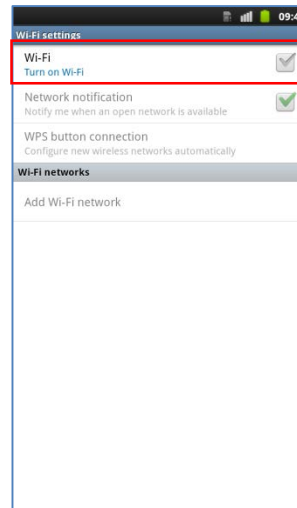 09:4
Wi-Fi settings
Wi-Fi
Turn on Wi-Fi
Network notification
Notify me when an open network is available
WPS button connection
Configure new wireless networks automatically
Wi-Fi networks
Add Wi-Fi network